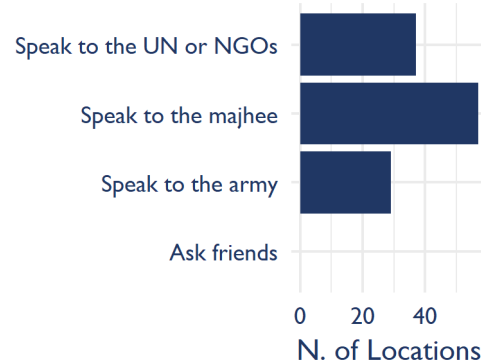 Speak to the UN or NGOs
Speak to the majhee
Speak to the army
Ask friends
0 20 40
N. of Locations